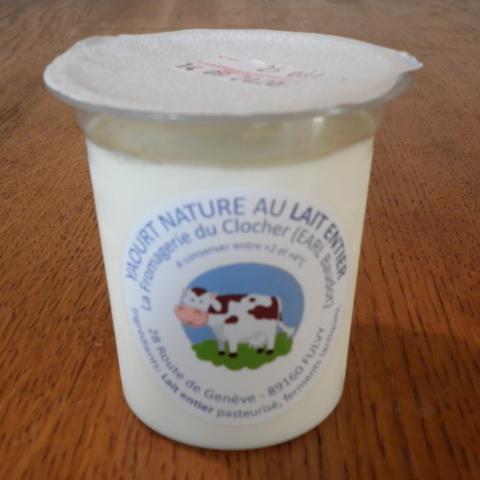 YAOURT NATURE AU LAIT ENTIER
La Fromagerie du Clocher (EARL
A conserver entre +2 et +6°C
28 Route de Genève - 89160 FULVY
Ingrédients: Lait entier pasteurisé, ferments lactiques